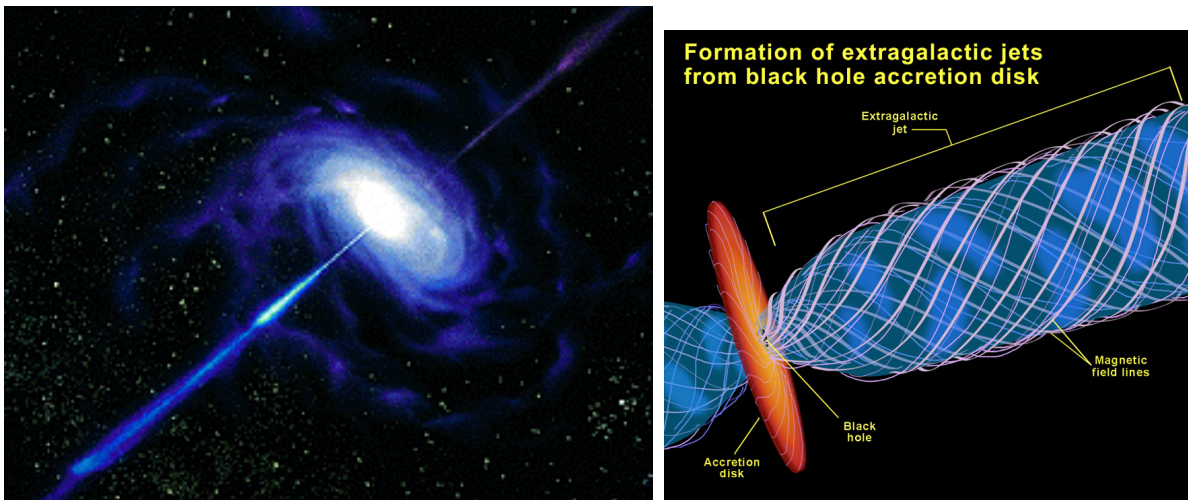 Formation of extragalactic jets
from black hole accretion disk
Extragalactic
jet
Magnetic
field lines
Black
hole
Accretion
disk